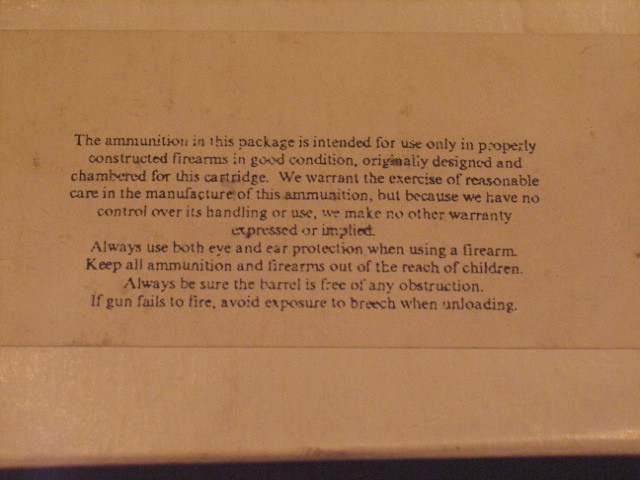 The ammunition in this package is intended for use only in properly
constructed firearms in good condition, originally designed and
chambered for this cartridge. We warrant the exercise of reasonable
care in the manufacture of this ammunition, but because we have no
control over its handling or use, we make no other warranty
expressed or implied.
Always use both eye and ear protection when using a firearm.
Keep all ammunition and firearms out of the reach of children.
Always be sure the barrel is free of any obstruction.
If gun fails to fire, avoid exposure to breech when unloading.